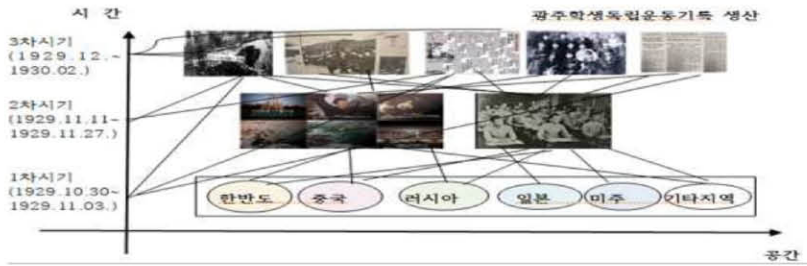 시 간
광주학생독립운동기록 생산
3차시기
(1929.12.~
1930.02.)
2차시기
(1929.11.11~
1929.11.27.)
1차시기
(1929.10.30~
1929.11.03.)
한반도
중국
러시아
일본
미주
기타지역
공간